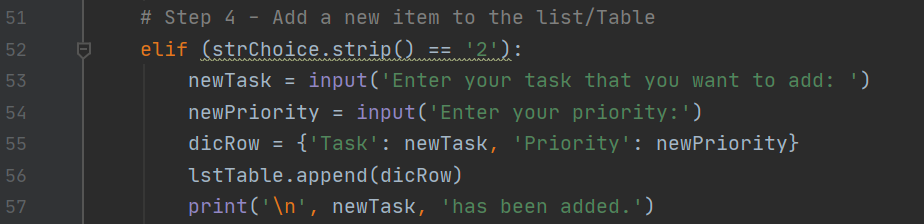 51 # Step 4 - Add a new item to the list/Table
52 elif (strChoice.strip() == '2'):
53 newTask = input('Enter your task that you want to add: ')
54 newPriority = input('Enter your priority:')
55 dicRow = {'Task': newTask, 'Priority': newPriority}
56 lstTable.append(dicRow)
57 print('\n', newTask, 'has been added.')